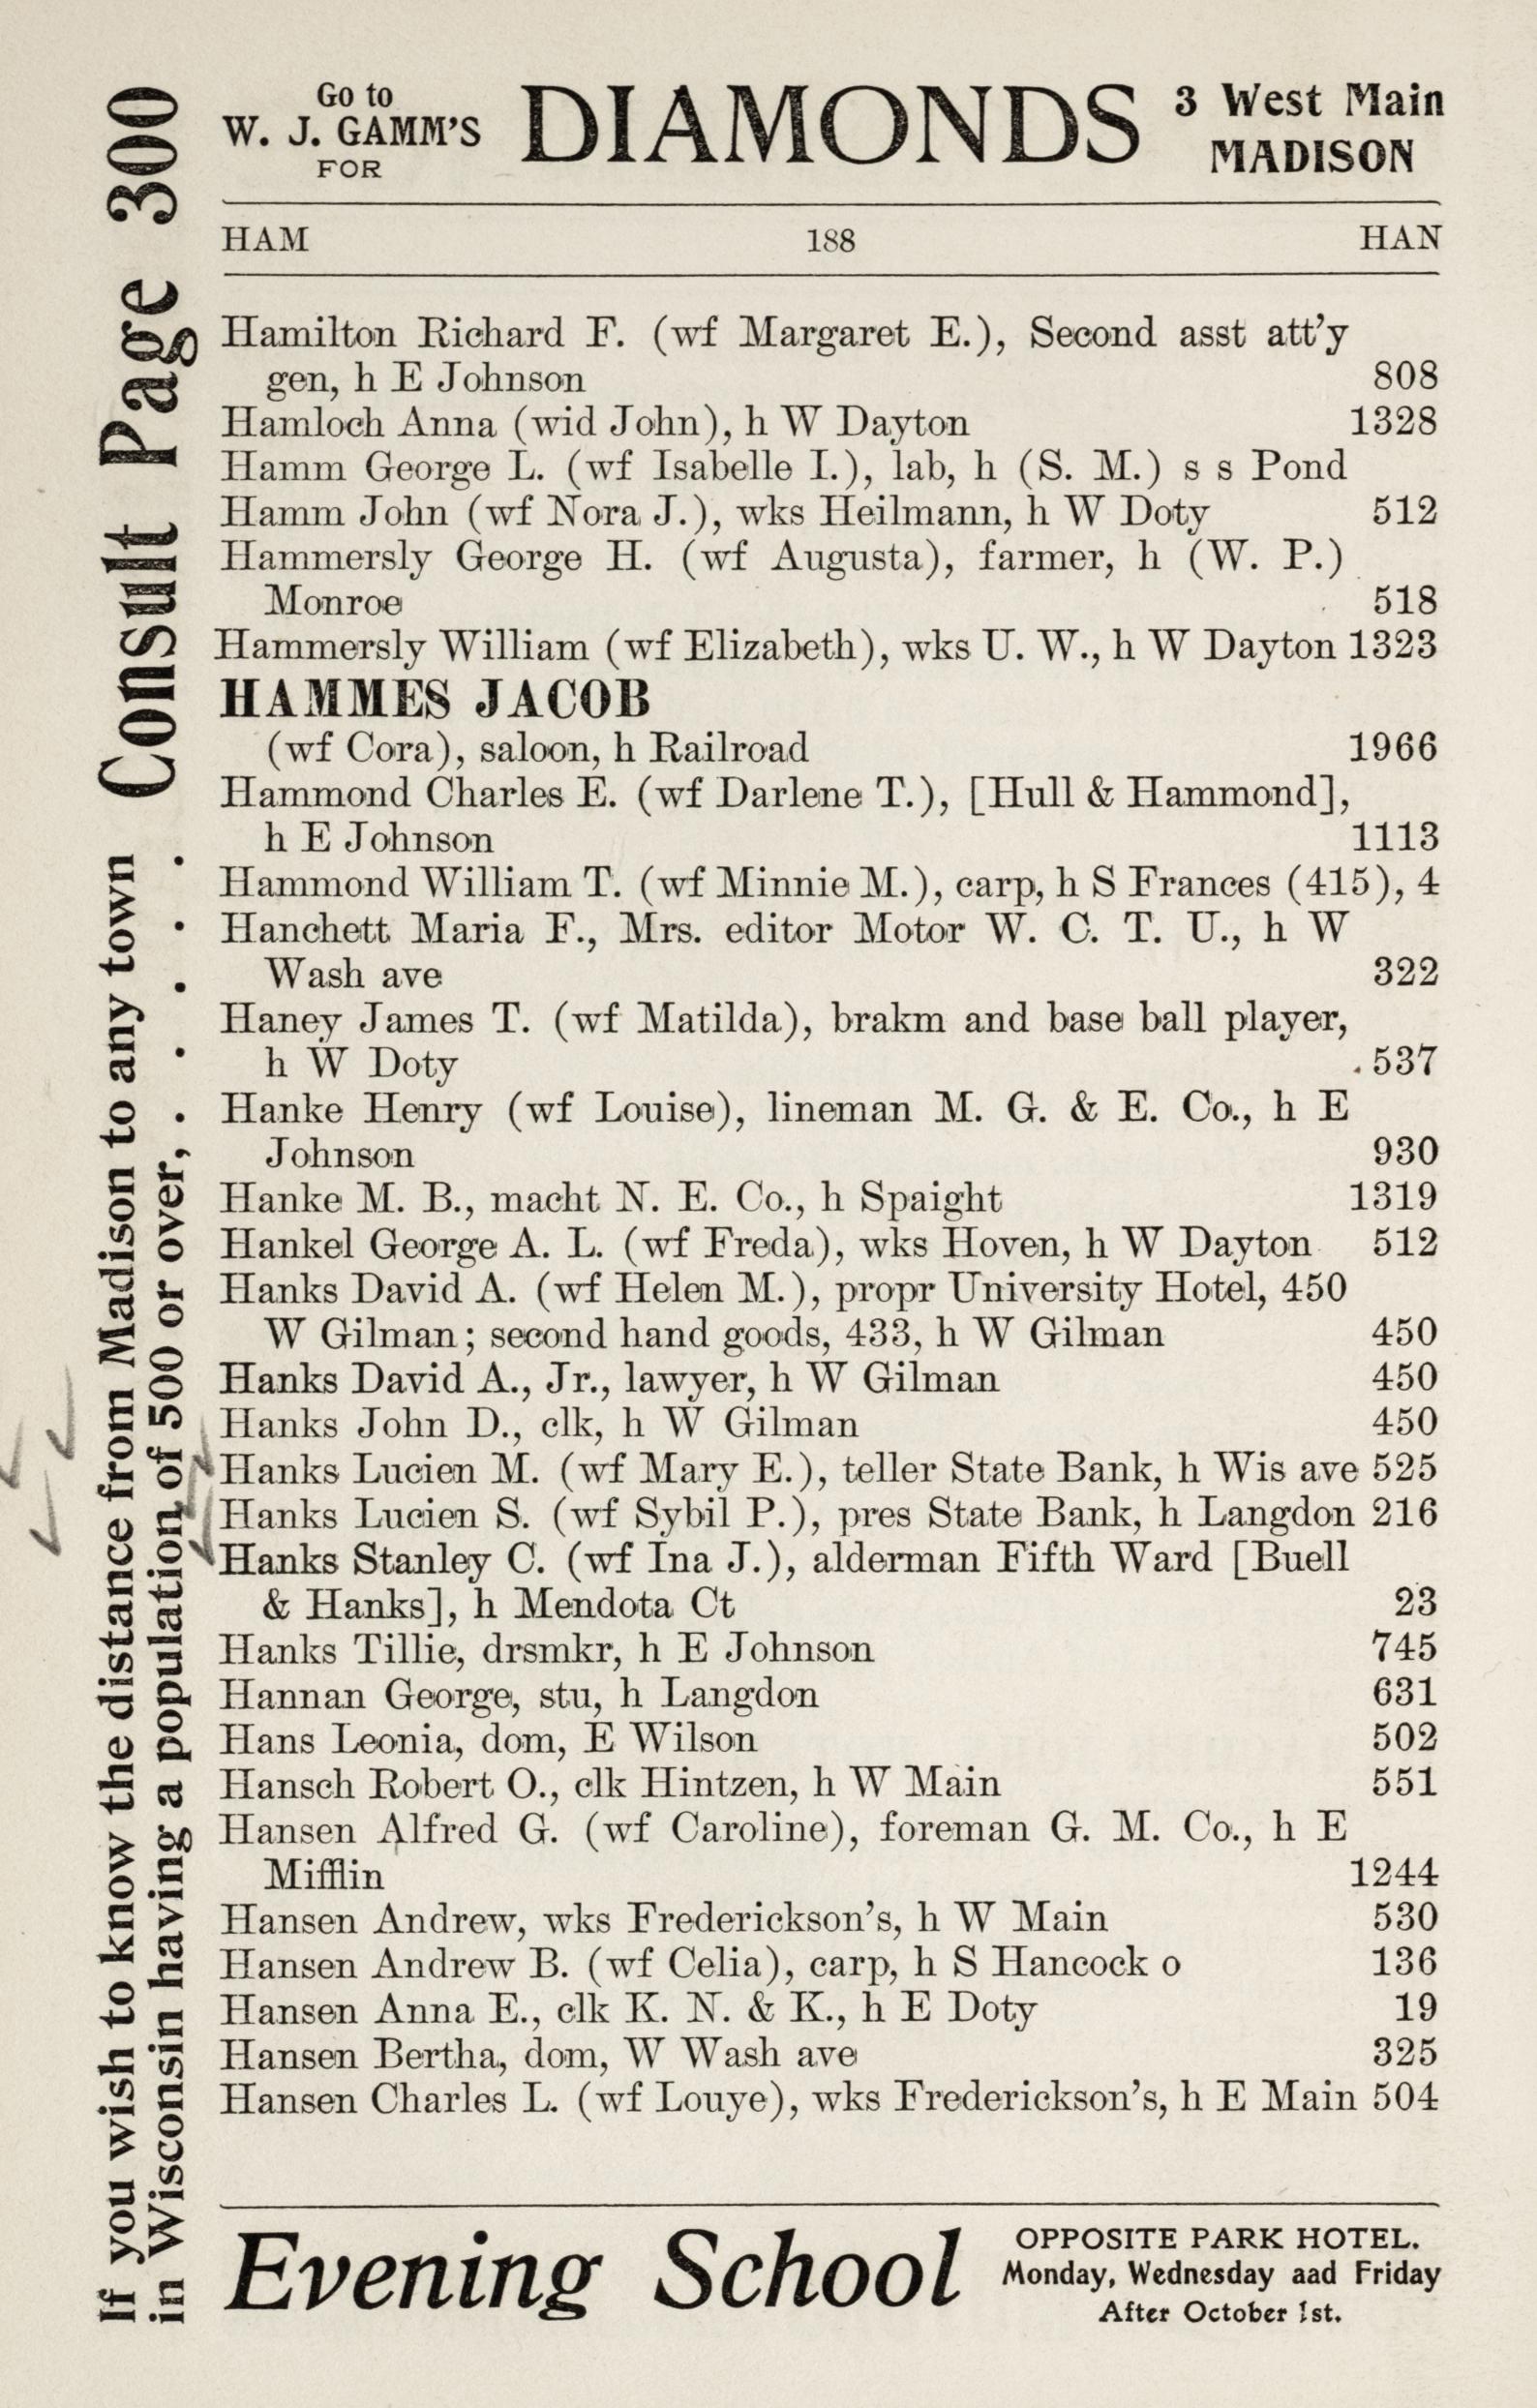 Go to
W. J. GAMM'S
FOR
DIAMONDS
3 West Main
MADISON
HAM 188 HAN
Hamilton Richard F. (wf Margaret E.), Second asst att'y
gen, h E Johnson 808
Hamloch Anna (wid John), h W Dayton 1328
Hamm George L. (wf Isabelle I.), lab, h (S. M.) s s Pond
Hamm John (wf Nora J.), wks Heilmann, h W Doty 512
Hammersly George H. (wf Augusta), farmer, h (W. P.)
Monroe 518
Hammersly William (wf Elizabeth), wks U. W., h W Dayton 1323
HAMMES JACOB
(wf Cora), saloon, h Railroad 1966
Hammond Charles E. (wf Darlene T.), [Hull & Hammond],
h E Johnson 1113
Hammond William T. (wf Minnie M.), carp, h S Frances (415), 4
Hanchett Maria F., Mrs. editor Motor W. C. T. U., h W
Wash ave 322
Haney James T. (wf Matilda), brakm and base ball player,
h W Doty 537
Hanke Henry (wf Louise), lineman M. G. & E. Co., h E
Johnson 930
Hanke M. B., macht N. E. Co., h Spaight 1319
Hankel George A. L. (wf Freda), wks Hoven, h W Dayton 512
Hanks David A. (wf Helen M.), propr University Hotel, 450
W Gilman; second hand goods, 433, h W Gilman 450
Hanks David A., Jr., lawyer, h W Gilman 450
Hanks John D., clk, h W Gilman 450
Hanks Lucien M. (wf Mary E.), teller State Bank, h Wis ave 525
Hanks Lucien S. (wf Sybil P.), pres State Bank, h Langdon 216
Hanks Stanley C. (wf Ina J.), alderman Fifth Ward [Buell
& Hanks], h Mendota Ct 23
Hanks Tillie, drsmkr, h E Johnson 745
Hannan George, stu, h Langdon 631
Hans Leonia, dom, E Wilson 502
Hansch Robert O., clk Hintzen, h W Main 551
Hansen Alfred G. (wf Caroline), foreman G. M. Co., h E
Mifflin 1244
Hansen Andrew, wks Frederickson's, h W Main 530
Hansen Andrew B. (wf Celia), carp, h S Hancock o 136
Hansen Anna E., clk K. N. & K., h E Doty 19
Hansen Bertha, dom, W Wash ave 325
Hansen Charles L. (wf Louye), wks Frederickson's, h E Main 504
Evening School
OPPOSITE PARK HOTEL.
Monday, Wednesday aad Friday
After October 1st.
If you wish to know the distance from Madison to any town
in Wisconsin having a population of 500 or over, . . . . .
Consult Page 300